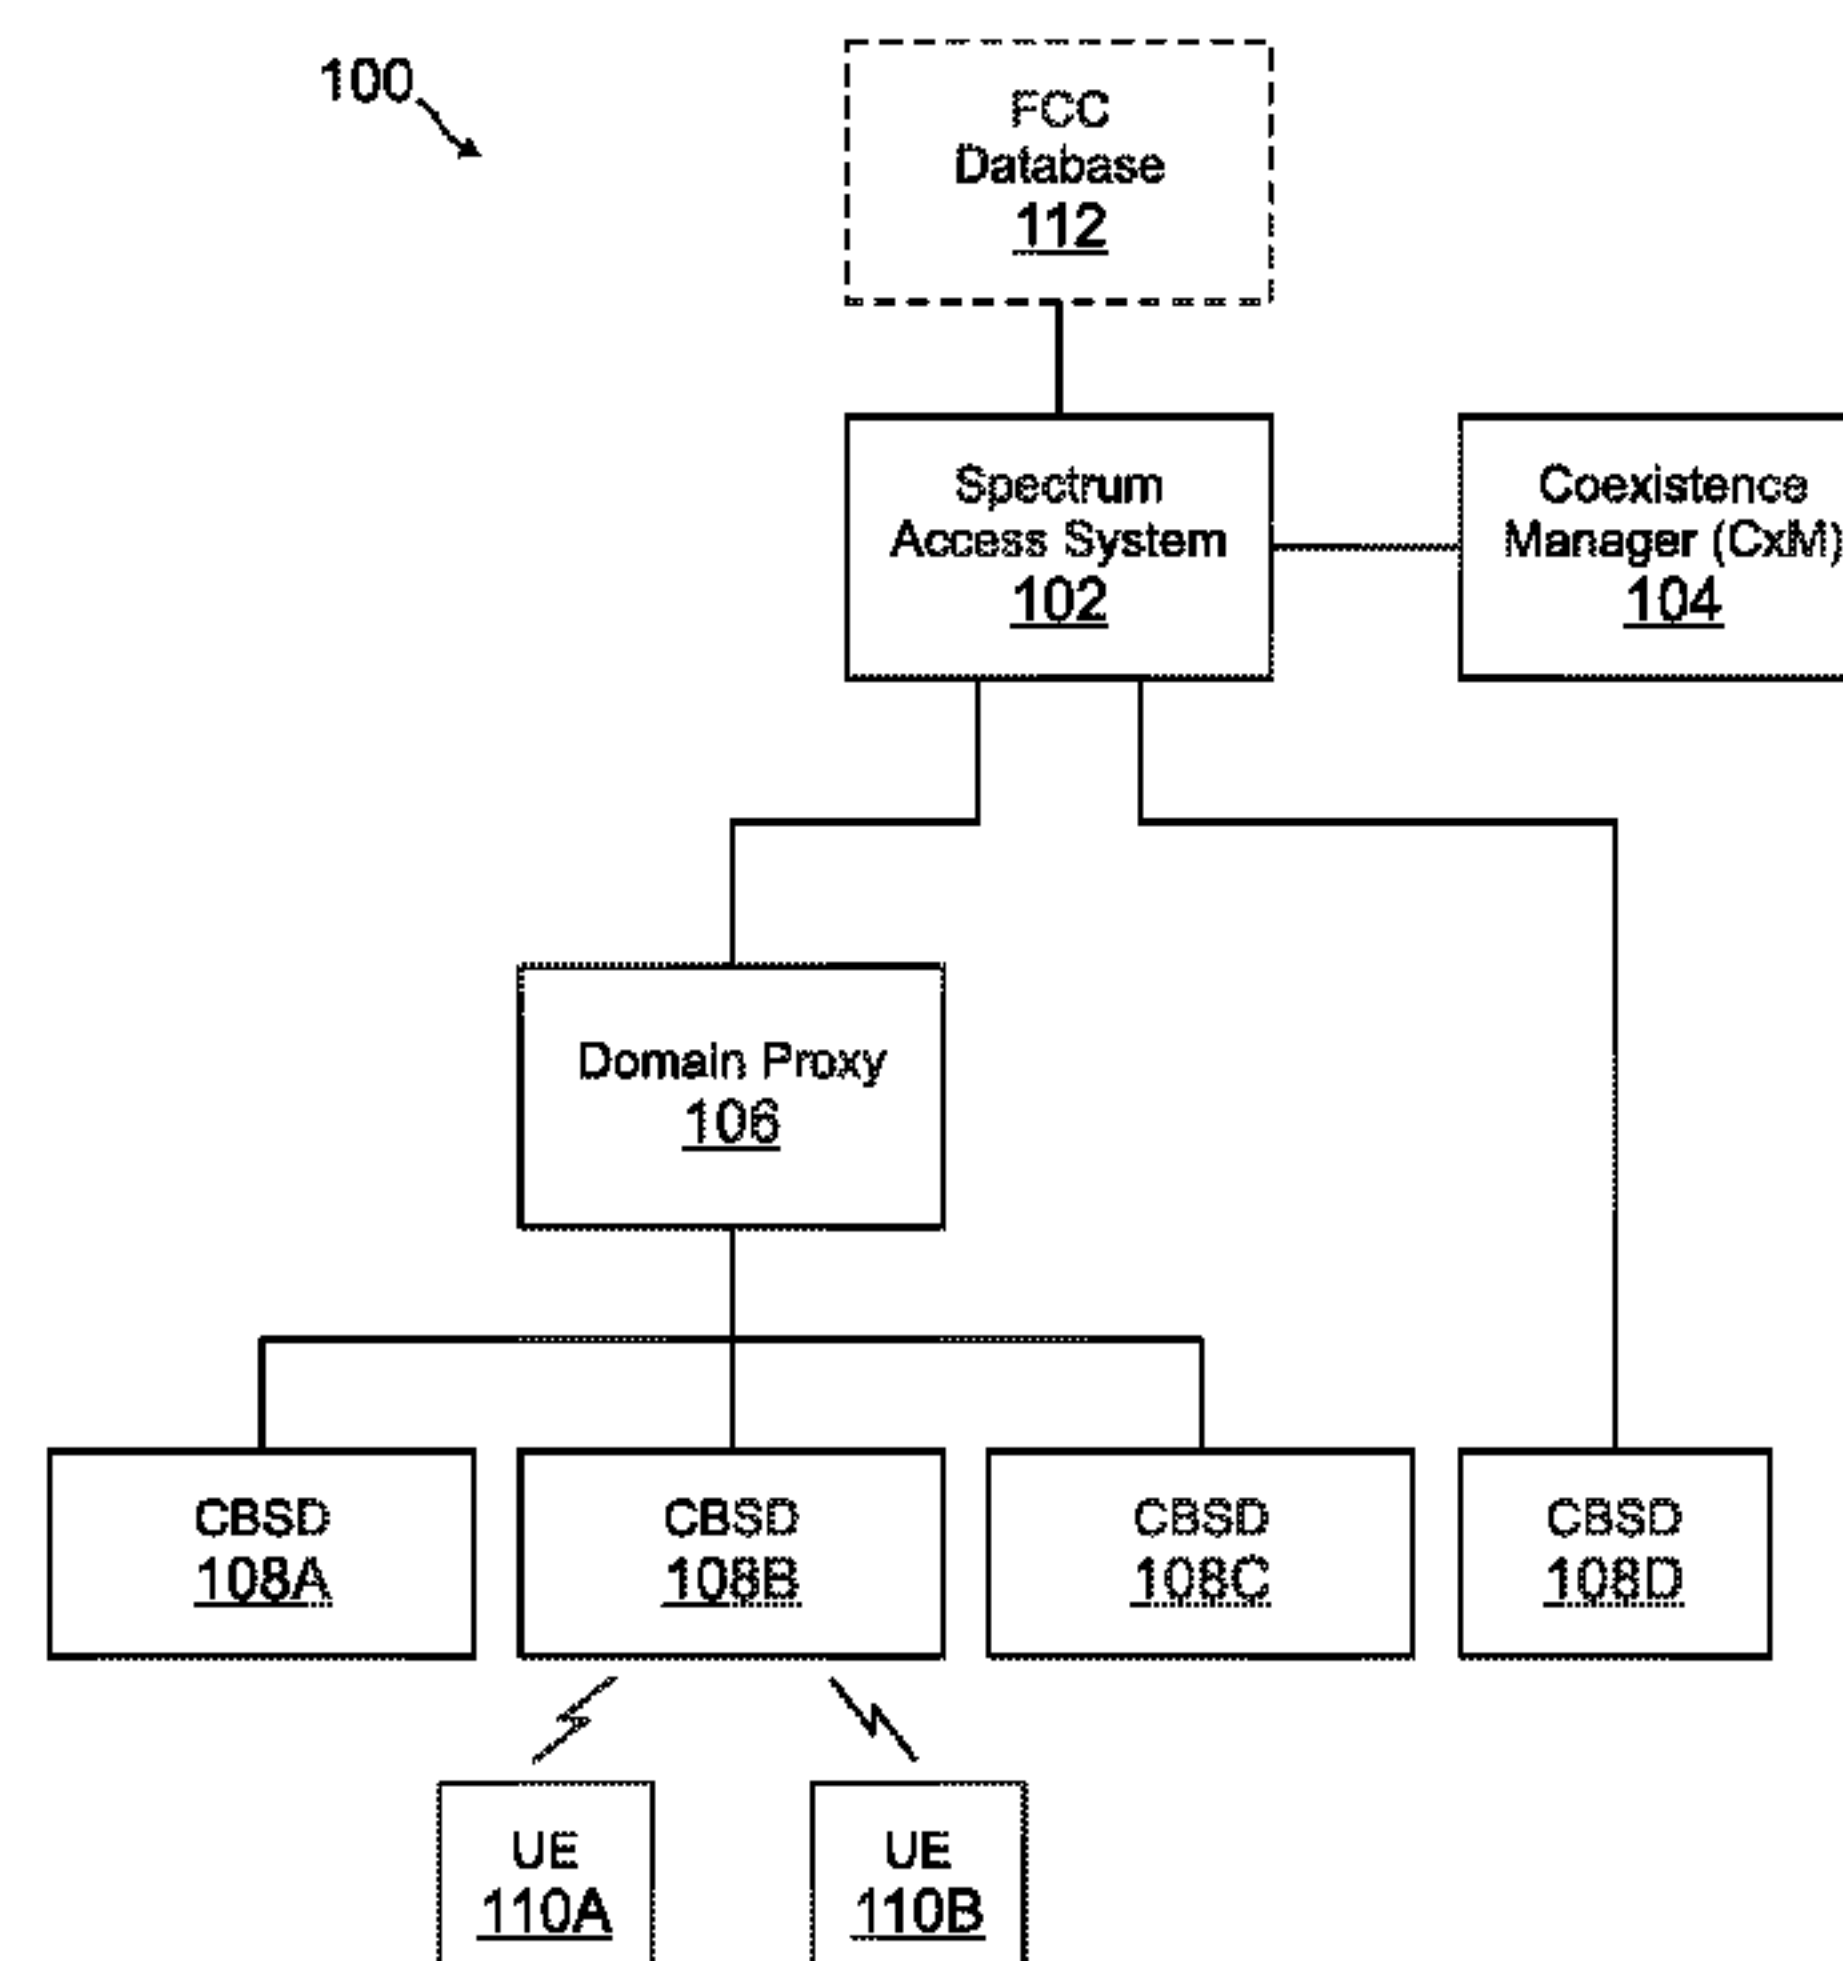 100
FCC
Database
112
Spectrum
Access System
102
Coexistence
Manager (CxM)
104
Domain Proxy
106
CBSD
108A
CBSD
108B
CBSD
108C
CBSD
108D
UE
110A
UE
110B